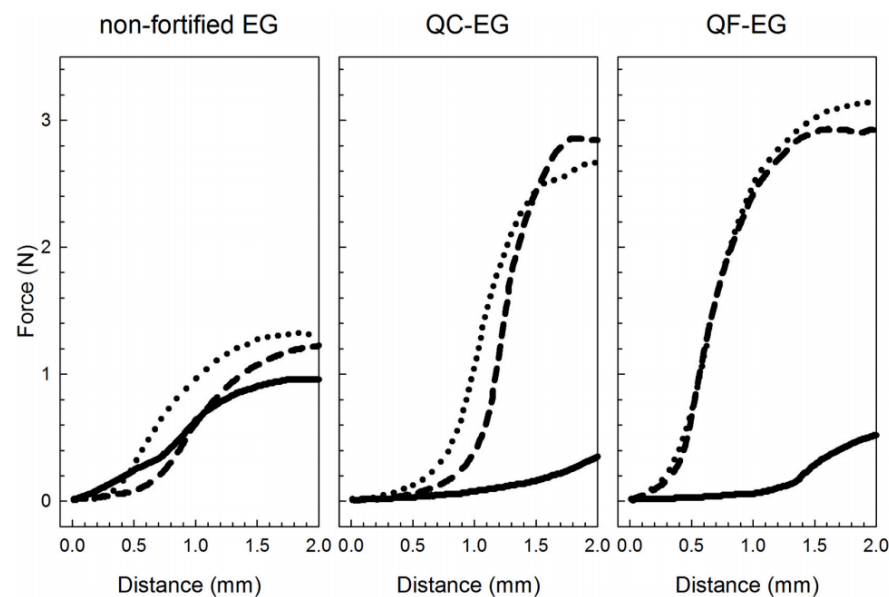 non-fortified EG QC-EG QF-EG
3
2
1
0
Force (N)
0.0 0.5 1.0 1.5 2.0 0.0 0.5 1.0 1.5 2.0 0.0 0.5 1.0 1.5 2.0
Distance (mm) Distance (mm) Distance (mm)